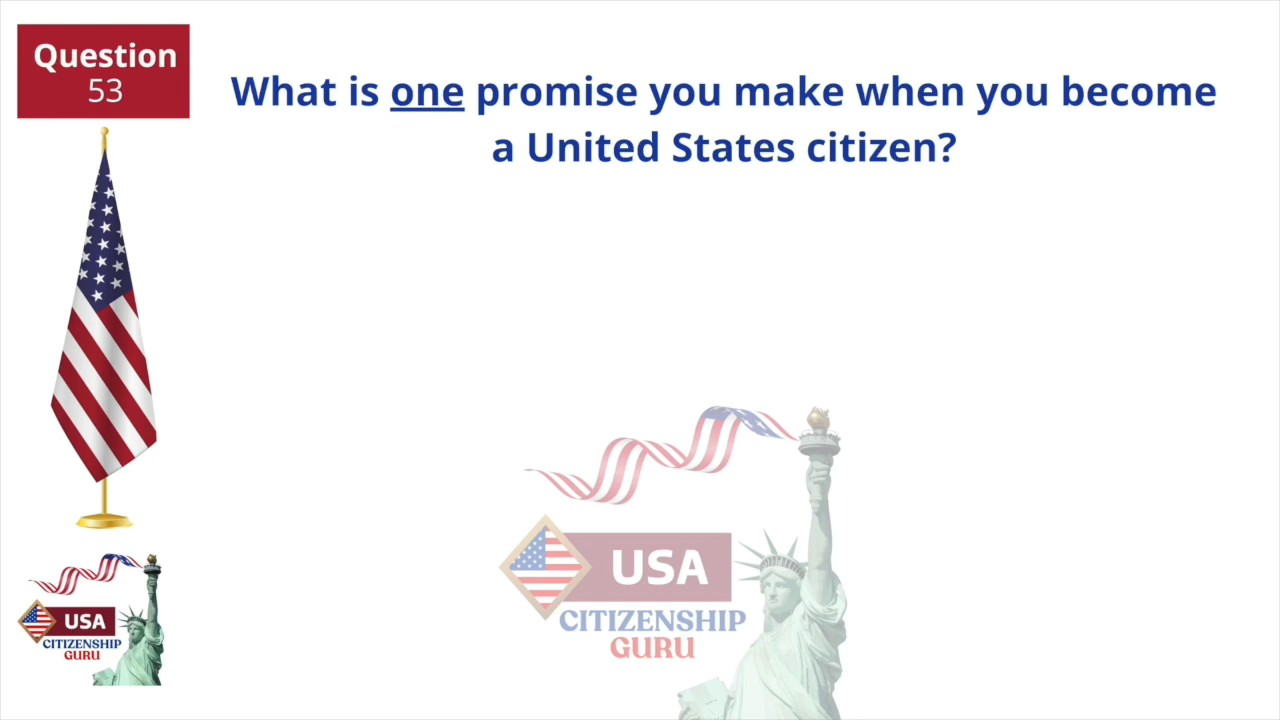 Question
53
What is one promise you make when you become
a United States citizen?
USA
CITIZENSHIP
GURU
USA
CITIZENSHIP
GURU